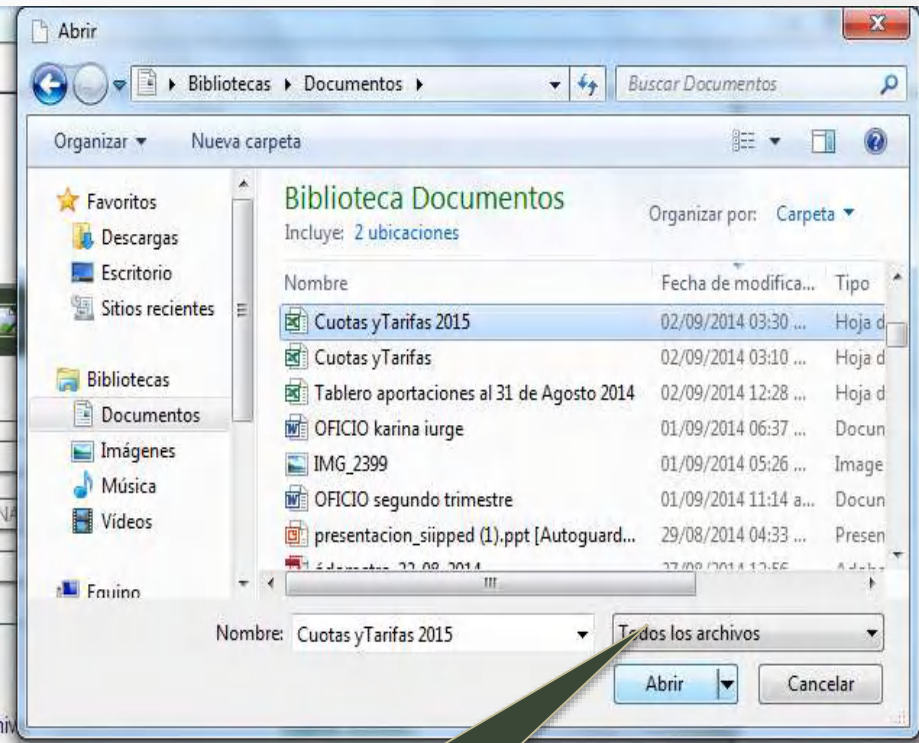 Abrir
Bibliotecas Documentos Buscar Documentos
Organizar Nueva carpeta
Favoritos
Descargas
Escritorio
Sitios recientes
Bibliotecas
Documentos
Imágenes
Música
Vídeos
Equipo
Biblioteca Documentos
Incluye: 2 ubicaciones
Organizar por: Carpeta
Nombre Fecha de modifica... Tipo
Cuotas yTarifas 2015 02/09/2014 03:30 ... Hoja d
Cuotas yTarifas 02/09/2014 03:10 ... Hoja d
Tablero aportaciones al 31 de Agosto 2014 02/09/2014 12:28 ... Hoja d
OFICIO karina iurge 01/09/2014 06:37 ... Docun
IMG_2399 01/09/2014 05:26 ... Image
OFICIO segundo trimestre 01/09/2014 11:14 a... Docun
presentacion_siipped (1).ppt [Autoguard... 29/08/2014 04:33 ... Presen
Nombre: Cuotas yTarifas 2015 Todos los archivos
Abrir Cancelar